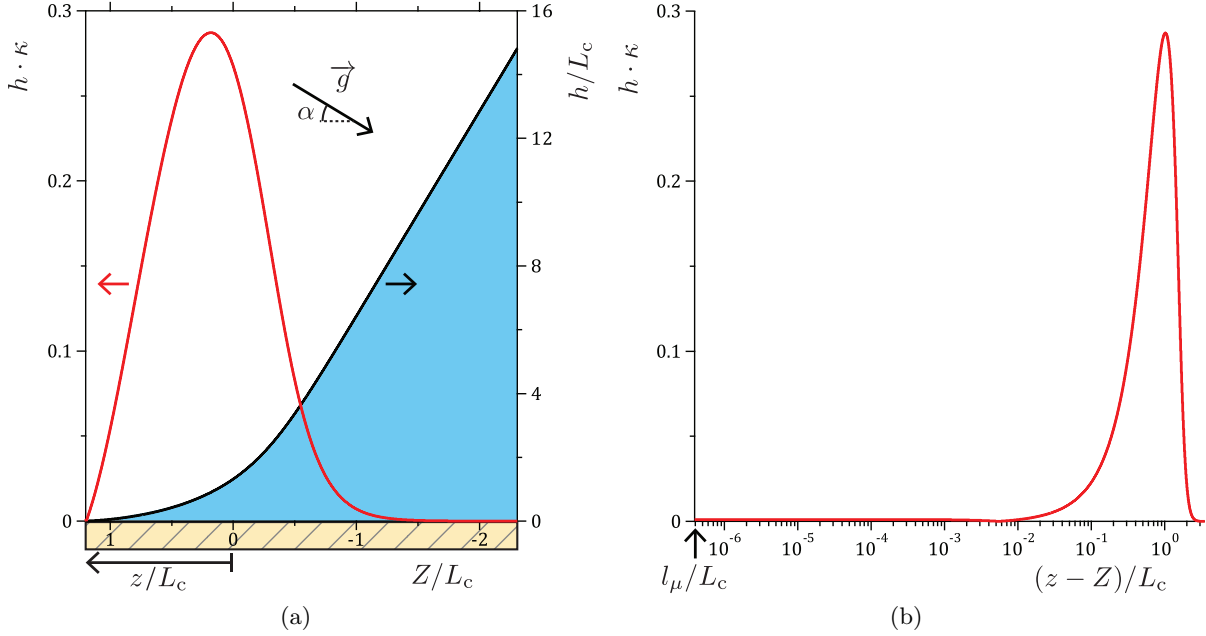 0.3
0.2
0.1
0
h · κ
g
α
16
12
8
4
0
h/L_c
1
0
-1
-2
z/L_c
Z/L_c
(a)
0.3
0.2
0.1
0
h · κ
10^-6
10^-5
10^-4
10^-3
10^-2
10^-1
10^0
l_μ/L_c
(z − Z)/L_c
(b)